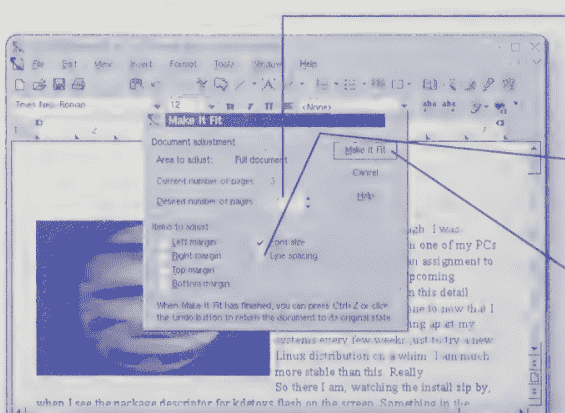 File Edit View Insert Format Tools Window Help
Times New Roman 12 <None> abc abc
Make It Fit
Document adjustment
Area to adjust: Full document
Make It Fit
Current number of pages 3
Cancel
Desired number of pages
Help
Items to adjust
Left margin Font size
Right margin Line spacing
Top margin
Bottom margin
When Make It Fit has finished, you can press Ctrl+Z or click
the Undo button to return the document to its original state
I was
one of my PCs
assignment to
upcoming
this detail
now that I
apart my
systems every few weeks just to try a new
Linux distribution on a whim I am much
more stable than this. Really
So there I am, watching the install zip by,
when I see the package descriptor for kdetoys flash on the screen. Something in the